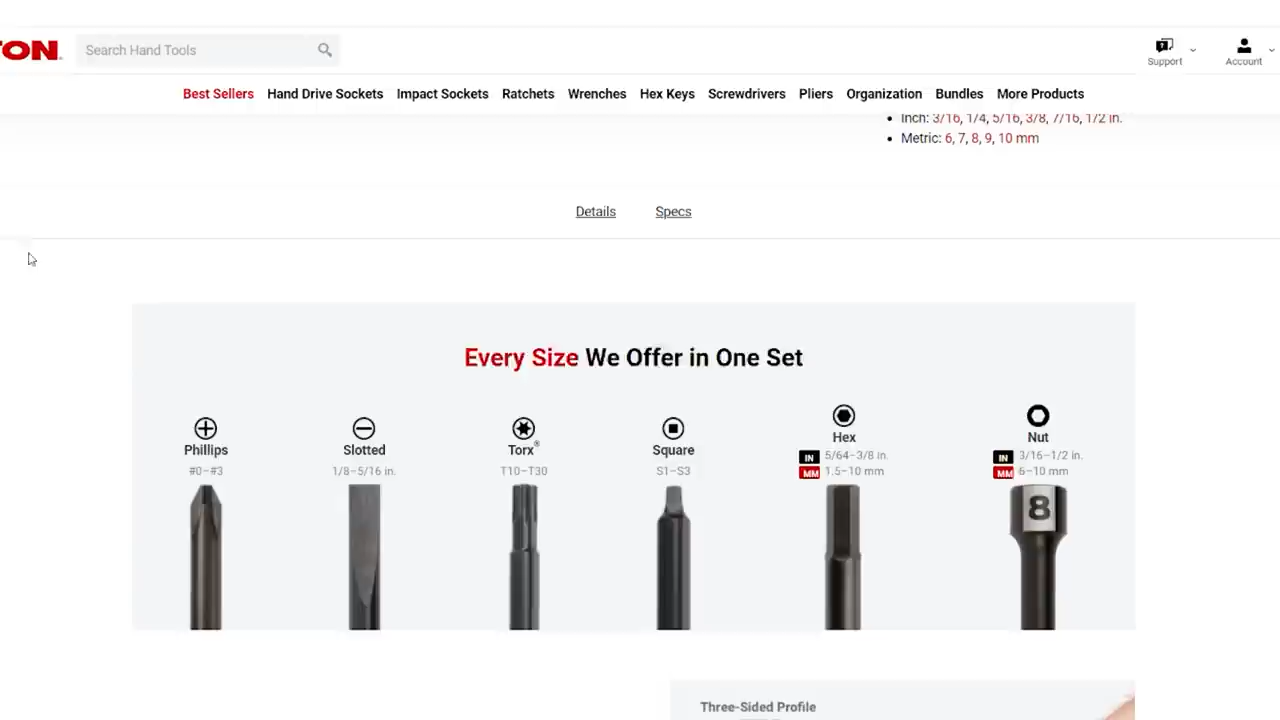 TON
Search Hand Tools
Support
Account
Best Sellers Hand Drive Sockets Impact Sockets Ratchets Wrenches Hex Keys Screwdrivers Pliers Organization Bundles More Products
Inch: 3/16, 1/4, 5/16, 3/8, 7/16, 1/2 in.
Metric: 6, 7, 8, 9, 10 mm
Details Specs
Every Size We Offer in One Set
Phillips
#0–#3
Slotted
1/8–5/16 in.
Torx®
T10–T30
Square
S1–S3
Hex
IN 5/64–3/8 in.
MM 1.5–10 mm
Nut
IN 3/16–1/2 in.
MM 6–10 mm
8
Three-Sided Profile